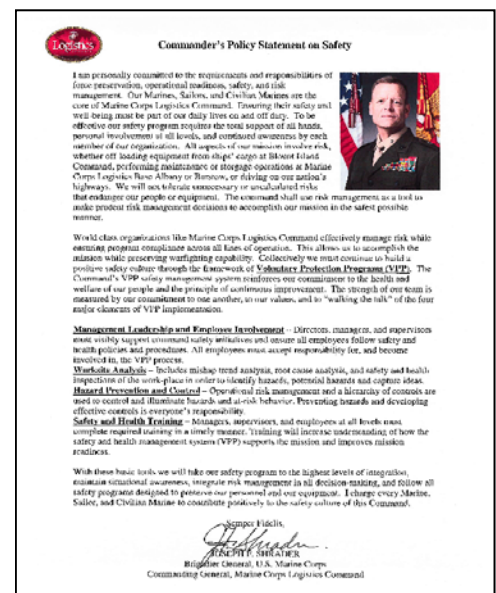 Logistics
Commander's Policy Statement on Safety
I am personally committed to the requirements and responsibilities of
force preservation, operational readiness, safety, and risk
management. Our Marines, Sailors, and Civilian Marines are the
core of Marine Corps Logistics Command. Ensuring their safety and
well-being must be part of our daily lives on and off duty. To be
effective our safety program requires the total support of all hands,
personal involvement at all levels, and continued awareness by each
member of our organization. All aspects of our mission involve risk,
whether off loading equipment from ships' cargo at Blount Island
Command, performing maintenance or storage operations at Marine
Corps Logistics Base Albany or Barstow, or driving on our nation's
highways. We will not tolerate unnecessary or uncalculated risks
that endanger our people or equipment. The command shall use risk management as a tool to
make prudent risk management decisions to accomplish our mission in the safest possible
manner.
World class organizations like Marine Corps Logistics Command effectively manage risk while
ensuring program compliance across all lines of operation. This allows us to accomplish the
mission while preserving warfighting capability. Collectively we must continue to build a
positive safety culture through the framework of Voluntary Protection Programs (VPP). The
Command's VPP safety management system reinforces our commitment to the health and
welfare of our people and the principle of continuous improvement. The strength of our team is
measured by our commitment to one another, to our values, and to "walking the talk" of the four
major elements of VPP implementation.
Management Leadership and Employee Involvement – Directors, managers, and supervisors
must visibly support command safety initiatives and ensure all employees follow safety and
health policies and procedures. All employees must accept responsibility for, and become
involved in, the VPP process.
Worksite Analysis – Includes mishap trend analysis, root cause analysis, and safety and health
inspections of the work-place in order to identify hazards, potential hazards and capture ideas.
Hazard Prevention and Control – Operational risk management and a hierarchy of controls are
used to control and illuminate hazards and at-risk behavior. Preventing hazards and developing
effective controls is everyone's responsibility.
Safety and Health Training – Managers, supervisors, and employees at all levels must
complete required training in a timely manner. Training will increase understanding of how the
safety and health management system (VPP) supports the mission and improves mission
readiness.
With these basic tools we will take our safety program to the highest levels of integration,
maintain situational awareness, integrate risk management in all decision-making, and follow all
safety programs designed to preserve our personnel and our equipment. I charge every Marine,
Sailor, and Civilian Marine to contribute positively to the safety culture of this Command.
Semper Fidelis,
JOSEPH F. SHRADER
Brigadier General, U.S. Marine Corps
Commanding General, Marine Corps Logistics Command